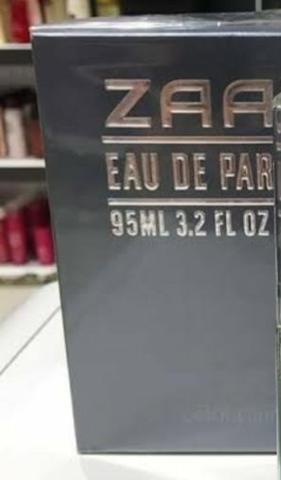 ZAA
EAU DE PAR
95ML 3.2 FL OZ